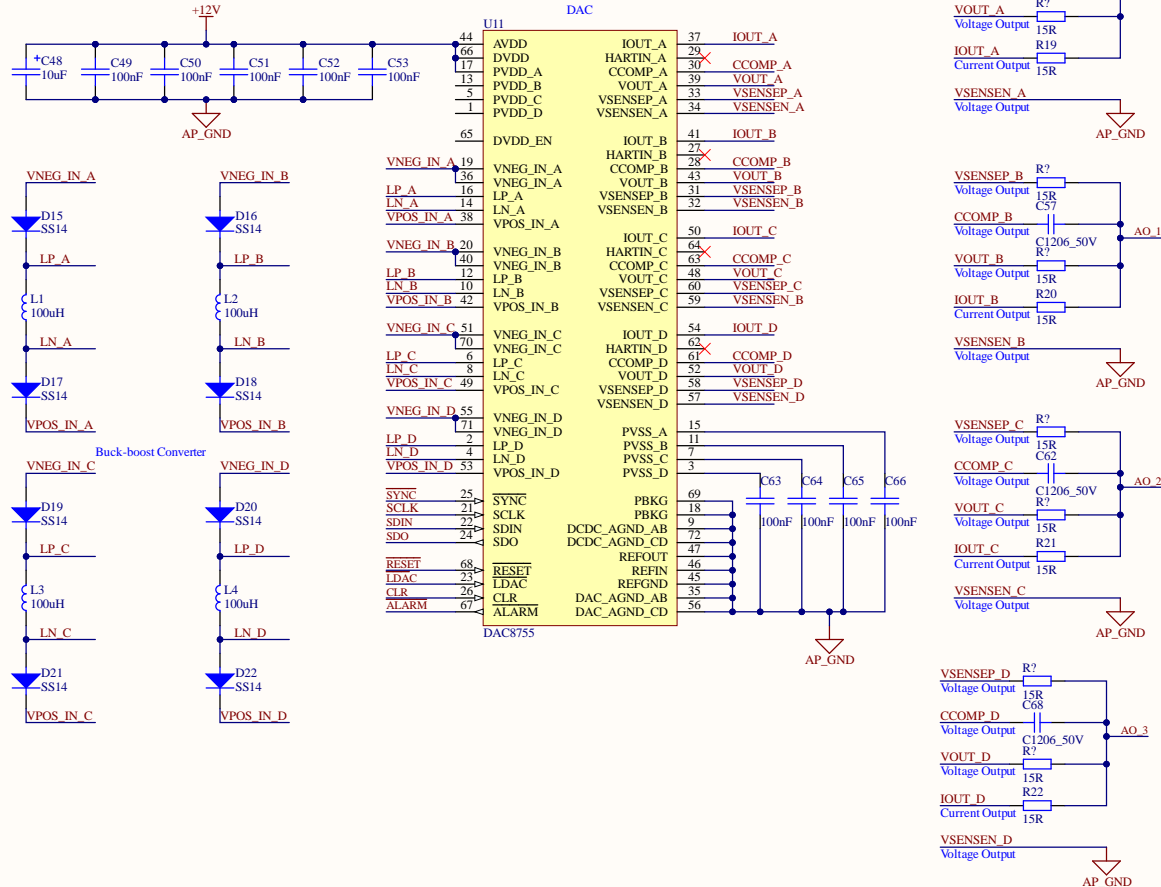 +12V
C48
10uF
C49
100nF
C50
100nF
C51
100nF
C52
100nF
C53
100nF
AP_GND
VNEG_IN_A
D15
SS14
LP_A
L1
100uH
LN_A
D17
SS14
VPOS_IN_A
VNEG_IN_B
D16
SS14
LP_B
L2
100uH
LN_B
D18
SS14
VPOS_IN_B
Buck-boost Converter
VNEG_IN_C
D19
SS14
LP_C
L3
100uH
LN_C
D21
SS14
VPOS_IN_C
VNEG_IN_D
D20
SS14
LP_D
L4
100uH
LN_D
D22
SS14
VPOS_IN_D
DAC
U11
44 AVDD
66 DVDD
17 PVDD_A
13 PVDD_B
5 PVDD_C
1 PVDD_D
65 DVDD_EN
VNEG_IN_A 19 VNEG_IN_A
36 VNEG_IN_A
LP_A 16 LP_A
LN_A 14 LN_A
VPOS_IN_A 38 VPOS_IN_A
VNEG_IN_B 20 VNEG_IN_B
40 VNEG_IN_B
LP_B 12 LP_B
LN_B 10 LN_B
VPOS_IN_B 42 VPOS_IN_B
VNEG_IN_C 51 VNEG_IN_C
70 VNEG_IN_C
LP_C 6 LP_C
LN_C 8 LN_C
VPOS_IN_C 49 VPOS_IN_C
VNEG_IN_D 55 VNEG_IN_D
71 VNEG_IN_D
LP_D 2 LP_D
LN_D 4 LN_D
VPOS_IN_D 53 VPOS_IN_D
SYNC 25 SYNC
SCLK 21 SCLK
SDIN 22 SDIN
SDO 24 SDO
RESET 68 RESET
LDAC 23 LDAC
CLR 26 CLR
ALARM 67 ALARM
DAC8755
IOUT_A 37 IOUT_A
HARTIN_A 29
CCOMP_A 30 CCOMP_A
VOUT_A 39 VOUT_A
VSENSEP_A 33 VSENSEP_A
VSENSEN_A 34 VSENSEN_A
IOUT_B 41 IOUT_B
HARTIN_B 27
CCOMP_B 28 CCOMP_B
VOUT_B 43 VOUT_B
VSENSEP_B 31 VSENSEP_B
VSENSEN_B 32 VSENSEN_B
IOUT_C 50 IOUT_C
HARTIN_C 64
CCOMP_C 63 CCOMP_C
VOUT_C 48 VOUT_C
VSENSEP_C 60 VSENSEP_C
VSENSEN_C 59 VSENSEN_B
IOUT_D 54 IOUT_D
HARTIN_D 62
CCOMP_D 61 CCOMP_D
VOUT_D 52 VOUT_D
VSENSEP_D 58 VSENSEP_D
VSENSEN_D 57 VSENSEN_D
PVSS_A 15
PVSS_B 11
PVSS_C 7
PVSS_D 3
PBKG 69
PBKG 18
DCDC_AGND_AB 9
DCDC_AGND_CD 72
REFOUT 47
REFIN 46
REFGND 45
DAC_AGND_AB 35
DAC_AGND_CD 56
C63
100nF
C64
100nF
C65
100nF
C66
100nF
AP_GND
VOUT_A R?
Voltage Output 15R
IOUT_A R19
Current Output 15R
VSENSEN_A
Voltage Output
AP_GND
VSENSEP_B R?
Voltage Output 15R
CCOMP_B C57
Voltage Output C1206_50V
AO_1
VOUT_B R?
Voltage Output 15R
IOUT_B R20
Current Output 15R
VSENSEN_B
Voltage Output
AP_GND
VSENSEP_C R?
Voltage Output 15R
CCOMP_C C62
Voltage Output C1206_50V
AO_2
VOUT_C R?
Voltage Output 15R
IOUT_C R21
Current Output 15R
VSENSEN_C
Voltage Output
AP_GND
VSENSEP_D R?
Voltage Output 15R
CCOMP_D C68
Voltage Output C1206_50V
AO_3
VOUT_D R?
Voltage Output 15R
IOUT_D R22
Current Output 15R
VSENSEN_D
Voltage Output
AP_GND